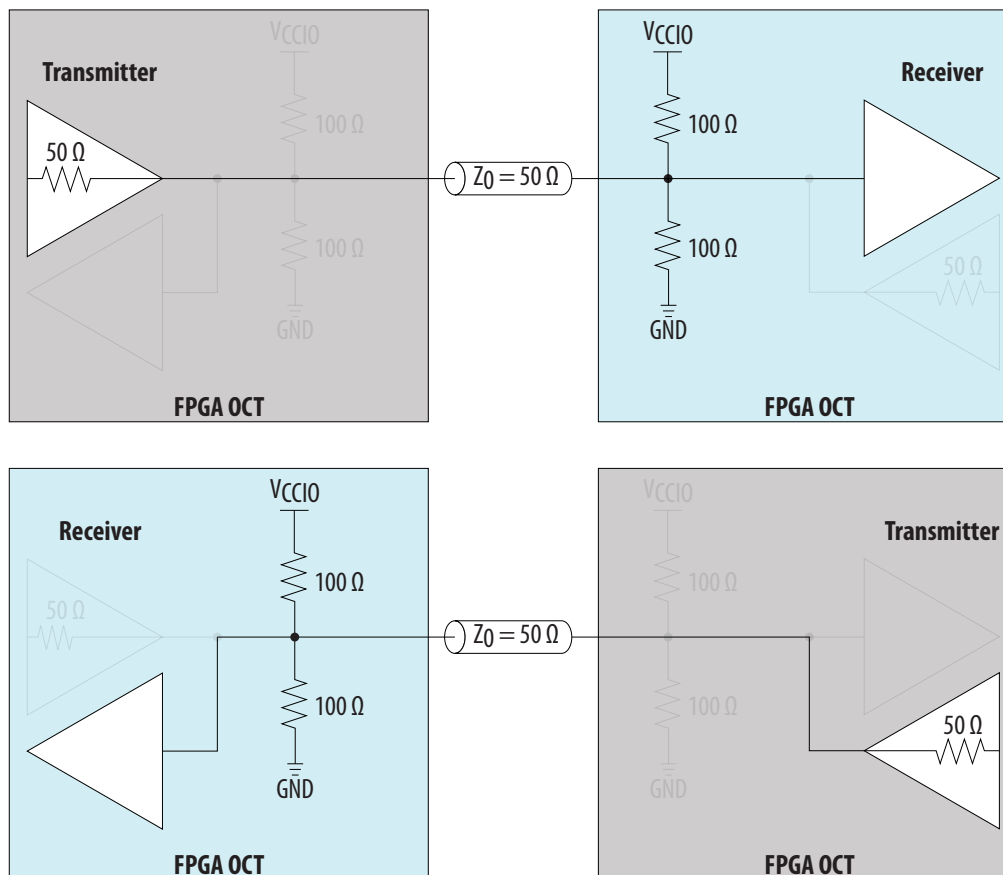 VCCIO
Transmitter
100 Ω
50 Ω
100 Ω
GND
FPGA OCT
Z0 = 50 Ω
VCCIO
Receiver
100 Ω
100 Ω
50 Ω
GND
FPGA OCT
VCCIO
Receiver
100 Ω
50 Ω
100 Ω
GND
FPGA OCT
Z0 = 50 Ω
VCCIO
Transmitter
100 Ω
100 Ω
50 Ω
GND
FPGA OCT